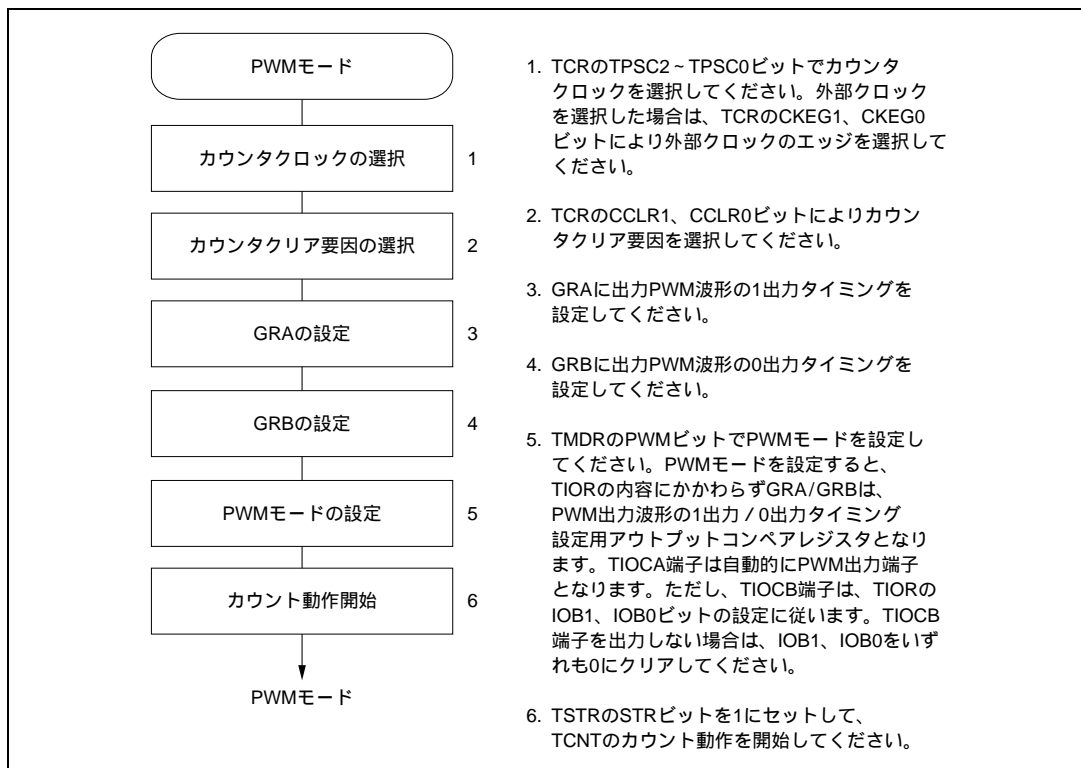 PWMモード
カウンタクロックの選択 1
カウンタクリア要因の選択 2
GRAの設定 3
GRBの設定 4
PWMモードの設定 5
カウント動作開始 6
PWMモード
1. TCRのTPSC2～TPSC0ビットでカウンタ
クロックを選択してください。外部クロック
を選択した場合は、TCRのCKEG1、CKEG0
ビットにより外部クロックのエッジを選択して
ください。
2. TCRのCCLR1、CCLR0ビットによりカウン
タクリア要因を選択してください。
3. GRAに出力PWM波形の1出力タイミングを
設定してください。
4. GRBに出力PWM波形の0出力タイミングを
設定してください。
5. TMDRのPWMビットでPWMモードを設定し
てください。PWMモードを設定すると、
TIORの内容にかかわらずGRA/GRBは、
PWM出力波形の1出力／0出力タイミング
設定用アウトプットコンペアレジスタとなり
ます。TIOCA端子は自動的にPWM出力端子
となります。ただし、TIOCB端子は、TIORの
IOB1、IOB0ビットの設定に従います。TIOCB
端子を出力しない場合は、IOB1、IOB0をいず
れも0にクリアしてください。
6. TSTRのSTRビットを1にセットして、
TCNTのカウント動作を開始してください。